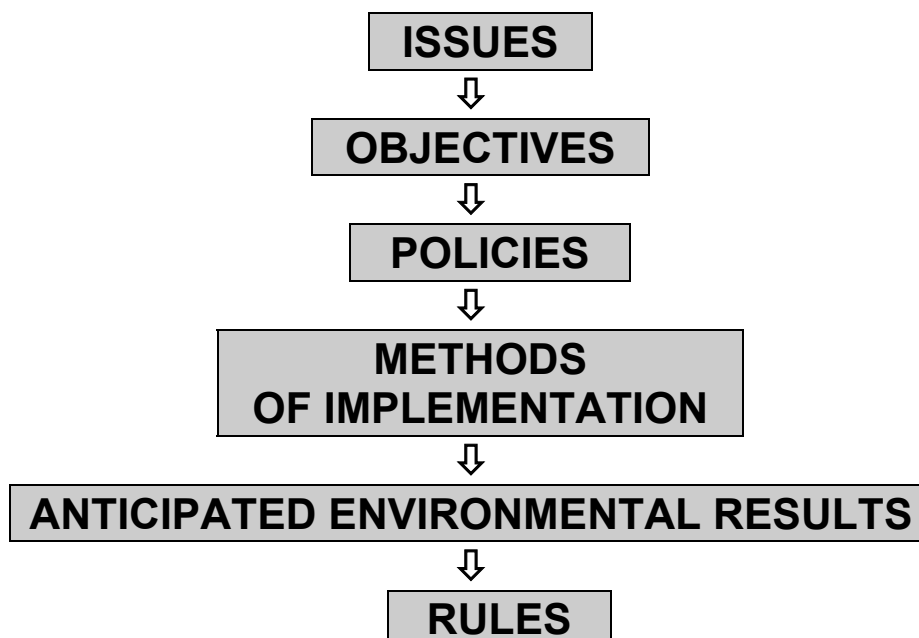 ISSUES
OBJECTIVES
POLICIES
METHODS
OF IMPLEMENTATION
ANTICIPATED ENVIRONMENTAL RESULTS
RULES